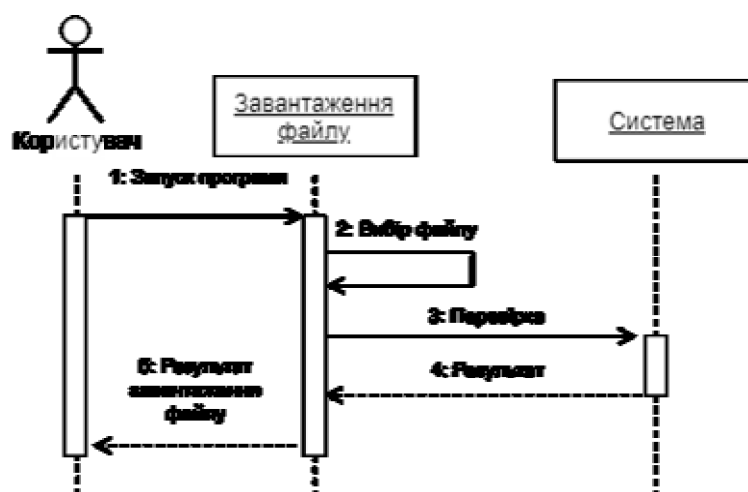 Користувач
Завантаження
файлу
Система
1: Запуск програми
2: Вибір файлу
3: Перевірка
4: Результат
5: Результат
завантаження
файлу